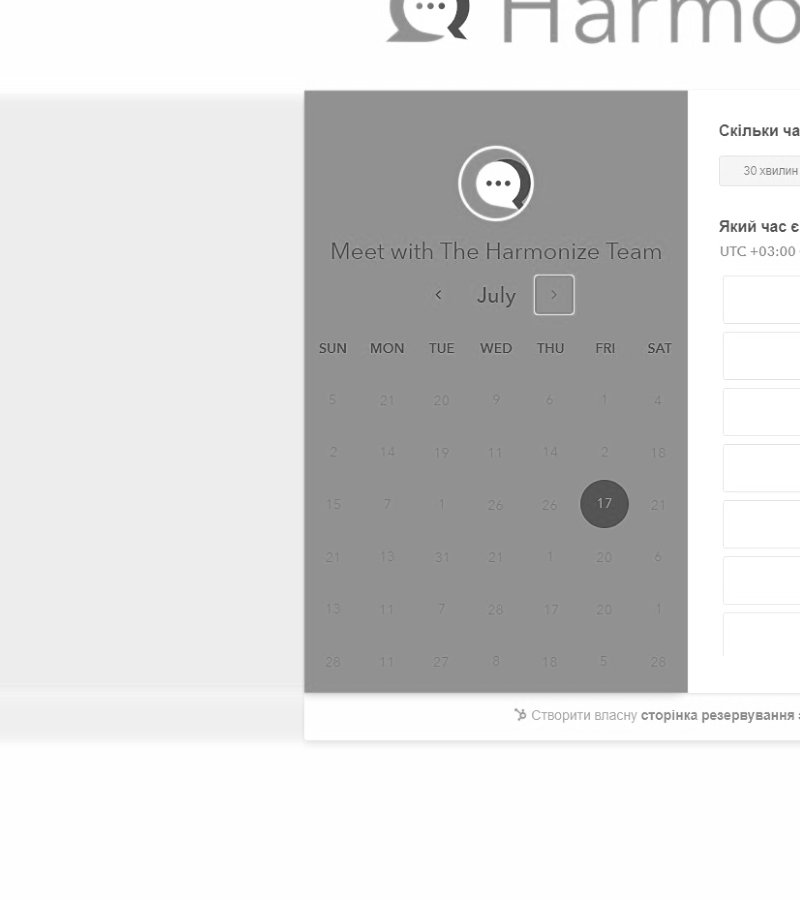 Harmo
Meet with The Harmonize Team
July
SUN MON TUE WED THU FRI SAT
5 21 20 9 6 1 4
2 14 19 11 14 2 18
15 7 1 26 26 17 21
21 13 31 21 1 20 6
13 11 7 28 17 20 1
28 11 27 8 18 5 28
Скільки ча
30 хвилин
Який час є
UTC +03:00
Створити власну сторінка резервування